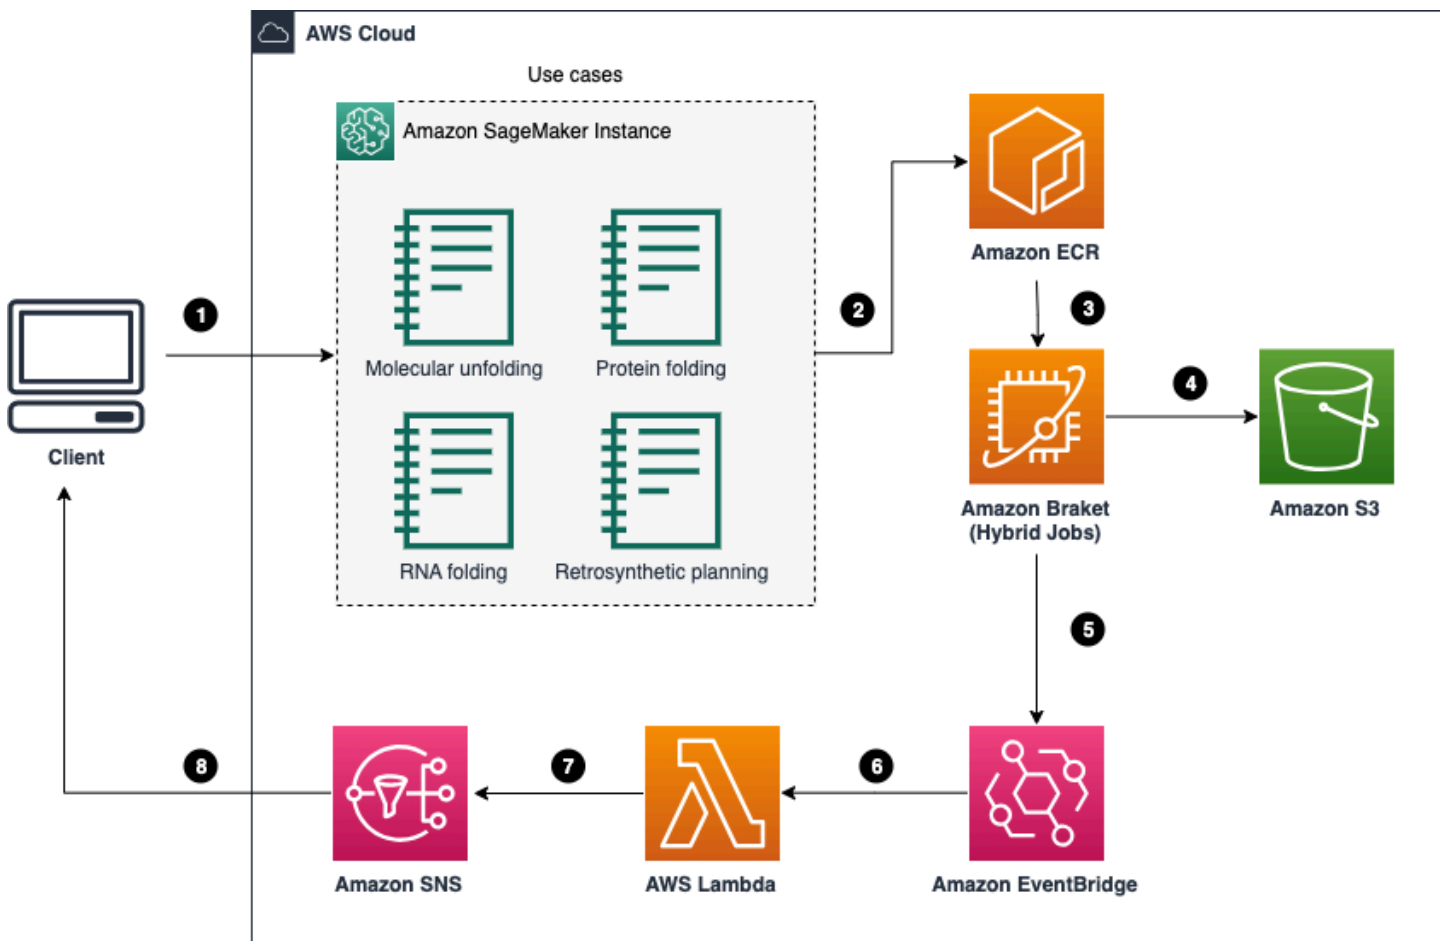 AWS Cloud
Use cases
Amazon SageMaker Instance
Amazon ECR
1
2
3
Molecular unfolding
Protein folding
4
Client
Amazon Braket
(Hybrid Jobs)
Amazon S3
RNA folding
Retrosynthetic planning
5
8
7
6
Amazon SNS
AWS Lambda
Amazon EventBridge